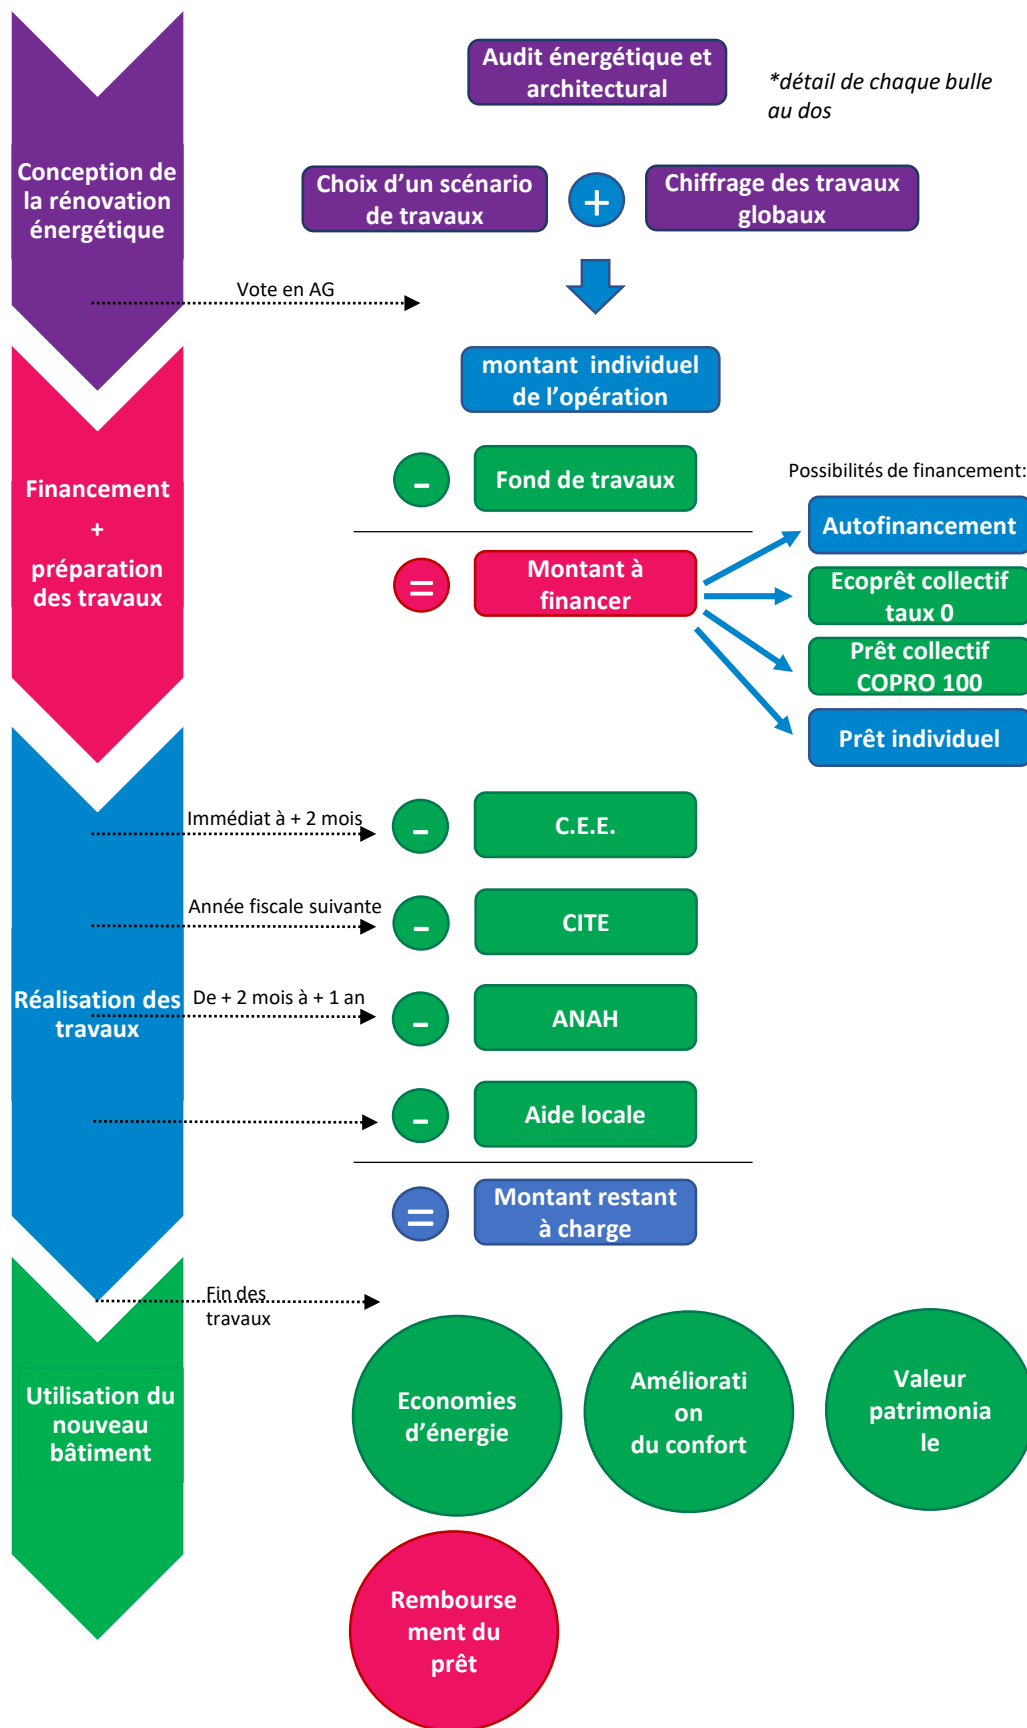 Audit énergétique et
architectural
*détail de chaque bulle
au dos
Conception de
la rénovation
énergétique
Choix d'un scénario
de travaux
+
Chiffrage des travaux
globaux
Vote en AG
montant  individuel
de l'opération
Financement
+
préparation
des travaux
-
Fond de travaux
=
Montant à
financer
Possibilités de financement:
Autofinancement
Ecoprêt collectif
taux 0
Prêt collectif
COPRO 100
Prêt individuel
Réalisation des
travaux
Immédiat à + 2 mois
-
C.E.E.
Année fiscale suivante
-
CITE
De + 2 mois à + 1 an
-
ANAH
-
Aide locale
=
Montant restant
à charge
Fin des
travaux
Utilisation du
nouveau
bâtiment
Economies
d'énergie
Améliorati
on
du confort
Valeur
patrimonia
le
Rembourse
ment du
prêt